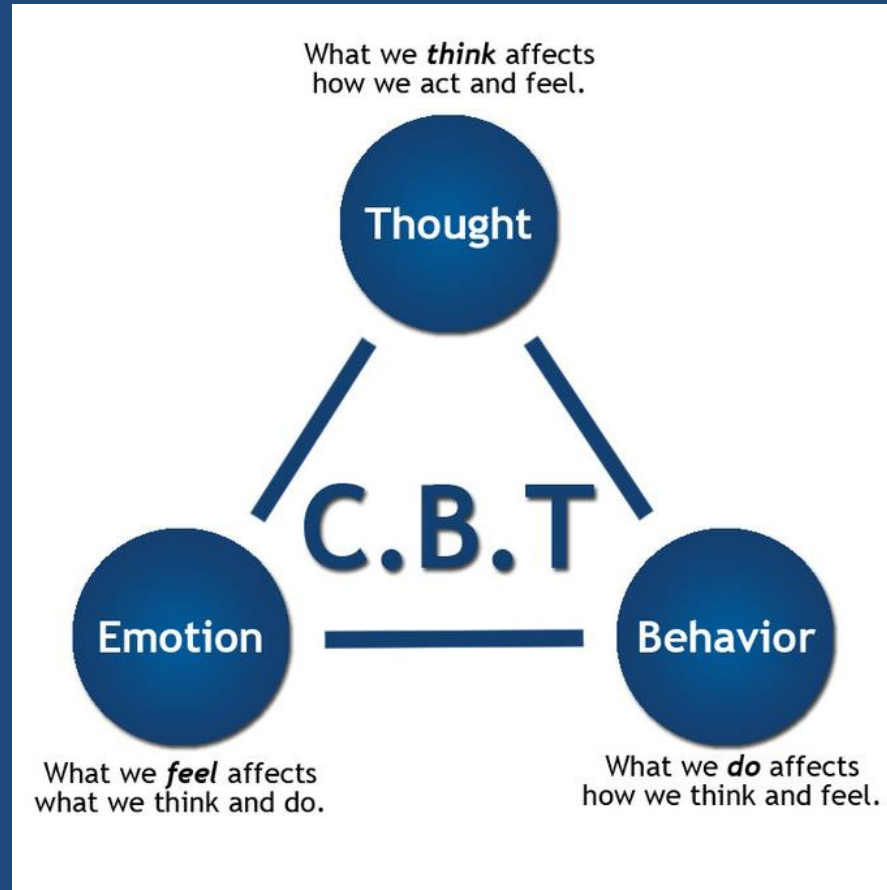 What we think affects
how we act and feel.
Thought
C.B.T
Emotion
Behavior
What we feel affects
what we think and do.
What we do affects
how we think and feel.